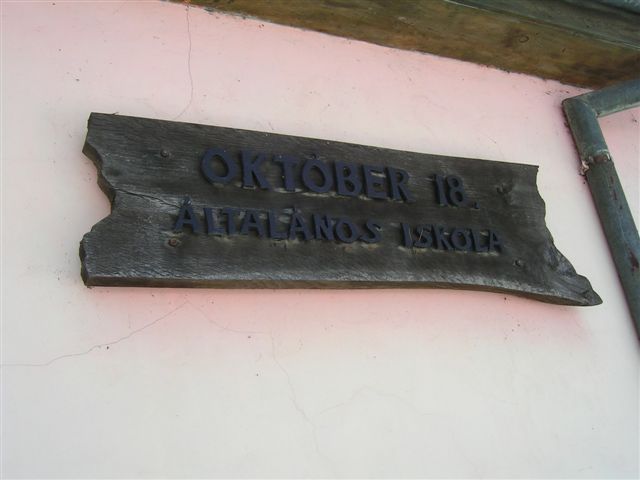 OKTÓBER 18.
ÁLTALÁNOS ISKOLA